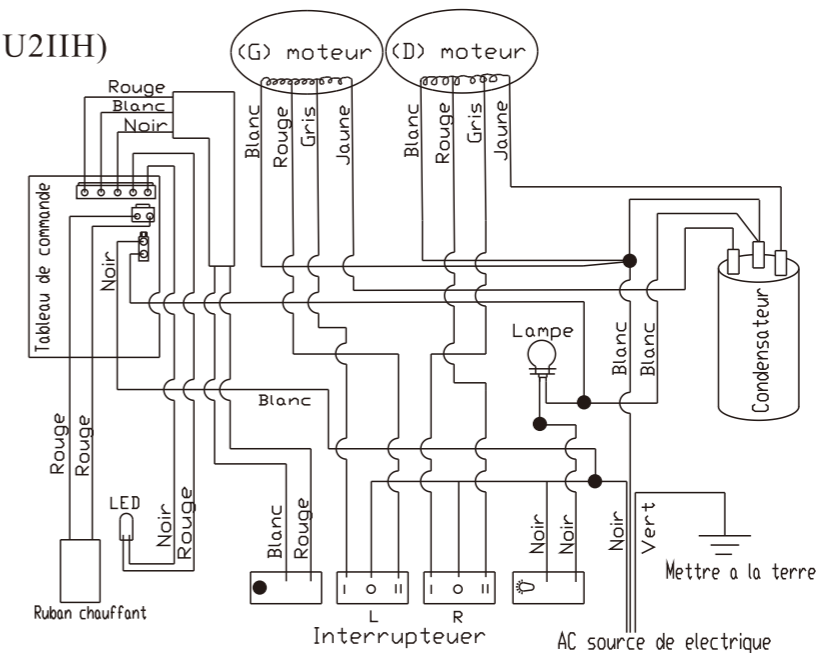 U2IIH)
(G) moteur
(D) moteur
Rouge
Blanc
Noir
Blanc
Rouge
Gris
Jaune
Blanc
Rouge
Gris
Jaune
Tableau de commande
Noir
Lampe
Blanc
Blanc
Condensateur
Blanc
Rouge
Rouge
LED
Noir
Rouge
Blanc
Rouge
Noir
Noir
Noir
Vert
Mettre a la terre
Ruban chauffant
I O II
I O II
L
R
Interrupteuer
AC source de electrique